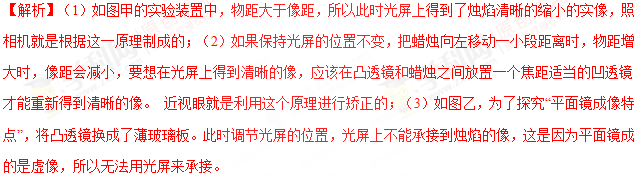 【解析】（1）如图甲的实验装置中，物距大于像距，所以此时光屏上得到了烛焰清晰的缩小的实像，照
相机就是根据这一原理制成的；（2）如果保持光屏的位置不变，把蜡烛向左移动一小段距离时，物距增
大时，像距会减小，要想在光屏上得到清晰的像，应该在凸透镜和蜡烛之间放置一个焦距适当的凹透镜
才能重新得到清晰的像。 近视眼就是利用这个原理进行矫正的；（3）如图乙，为了探究“平面镜成像特
点”，将凸透镜换成了薄玻璃板。此时调节光屏的位置，光屏上不能承接到烛焰的像，这是因为平面镜成
的是虚像，所以无法用光屏来承接。